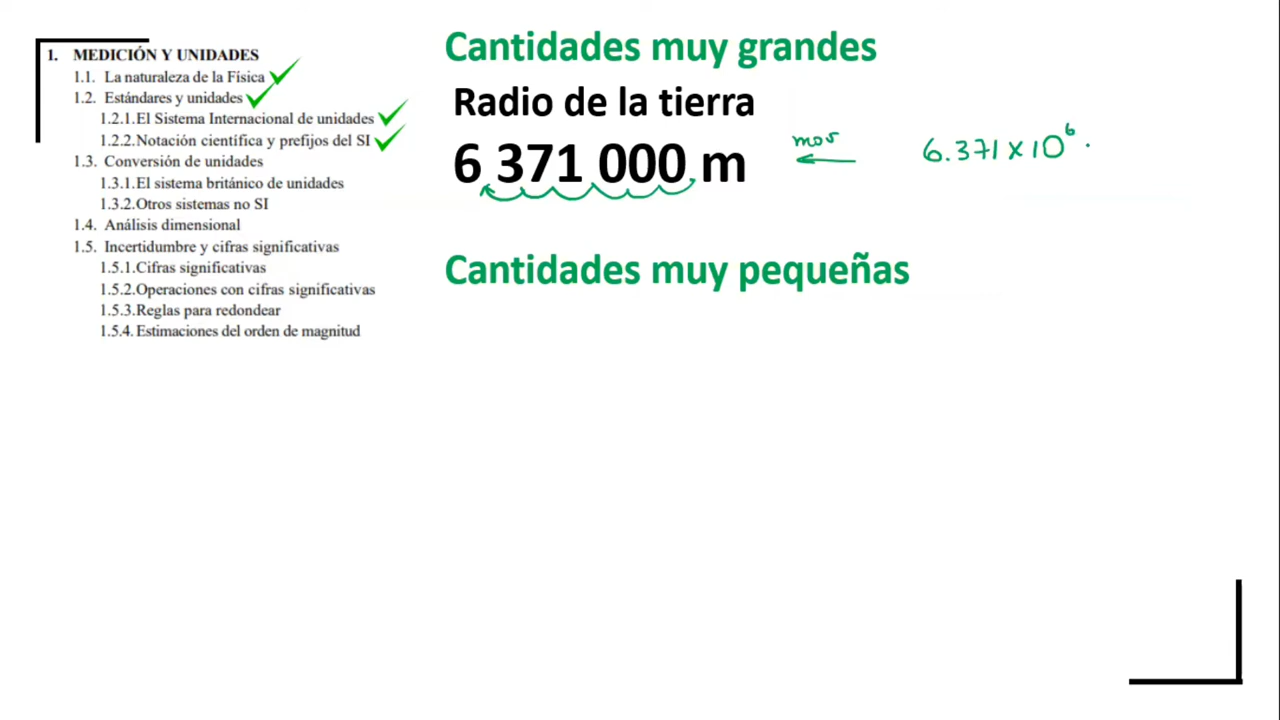 1. MEDICIÓN Y UNIDADES
1.1. La naturaleza de la Física
1.2. Estándares y unidades
1.2.1.El Sistema Internacional de unidades
1.2.2.Notación científica y prefijos del SI
1.3. Conversión de unidades
1.3.1.El sistema británico de unidades
1.3.2.Otros sistemas no SI
1.4. Análisis dimensional
1.5. Incertidumbre y cifras significativas
1.5.1.Cifras significativas
1.5.2.Operaciones con cifras significativas
1.5.3.Reglas para redondear
1.5.4.Estimaciones del orden de magnitud
Cantidades muy grandes
Radio de la tierra
6 371 000 m
6.371 x 10⁶
Cantidades muy pequeñas